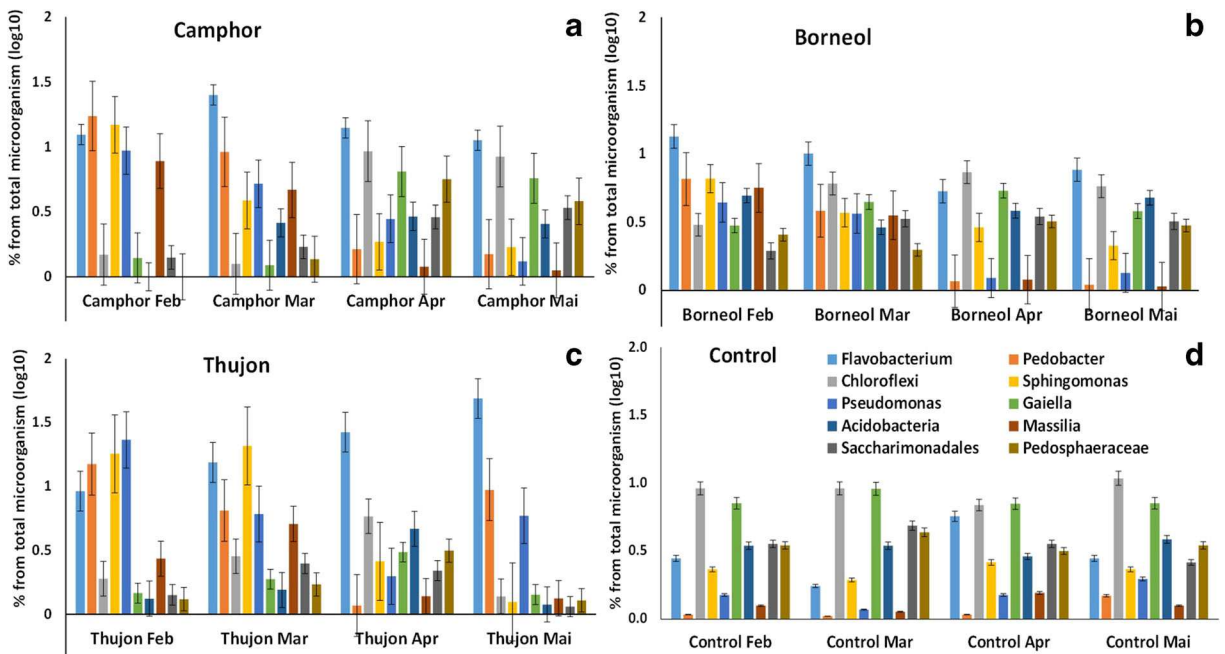 Camphor
a
% from total microorganism (log10)
2
1.5
1
0.5
0
Camphor Feb
Camphor Mar
Camphor Apr
Camphor Mai
Borneol
b
% from total microorganism (log10)
2
1.5
1
0.5
0
Borneol Feb
Borneol Mar
Borneol Apr
Borneol Mai
Thujon
c
% from total microorganism (log10)
2
1.5
1
0.5
0
Thujon Feb
Thujon Mar
Thujon Apr
Thujon Mai
Control
d
% from total microorganism (log10)
2.0
1.5
1.0
0.5
0.0
Flavobacterium
Pedobacter
Chloroflexi
Sphingomonas
Pseudomonas
Gaiella
Acidobacteria
Massilia
Saccharimonadales
Pedosphaeraceae
Control Feb
Control Mar
Control Apr
Control Mai